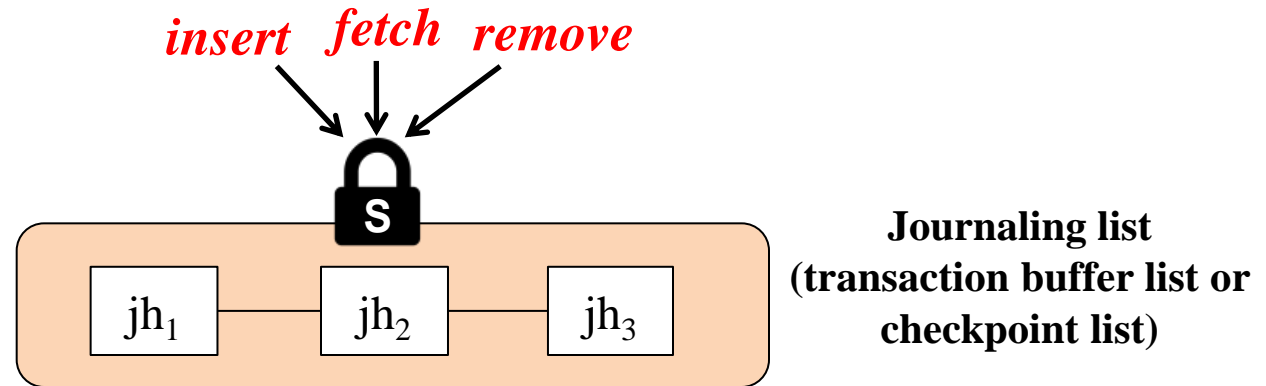 insert fetch remove
S
jh₁ jh₂ jh₃
Journaling list
(transaction buffer list or
checkpoint list)